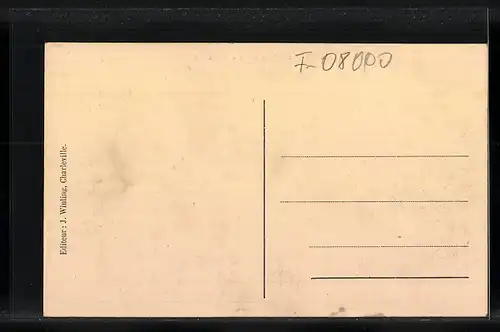 F 08000
Editeur : J. Winling, Charleville.